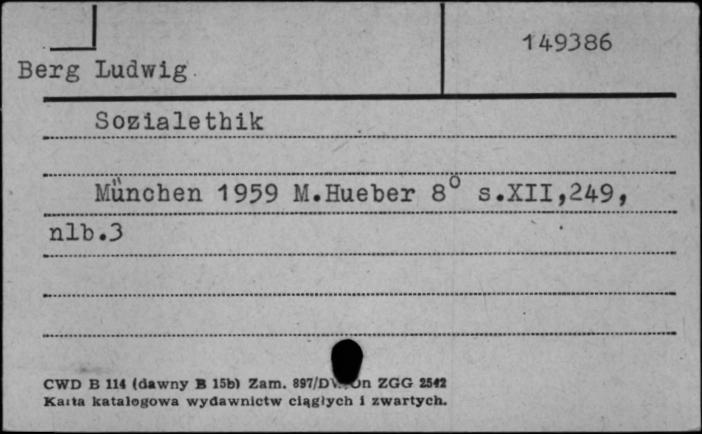 149386
Berg Ludwig
Sozialethik
München 1959 M.Hueber 8° s.XII,249,
nlb.3
CWD B 114 (dawny B 15b) Zam. 897/D ZGG 2542
Karta katalogowa wydawnictw ciągłych i zwartych.